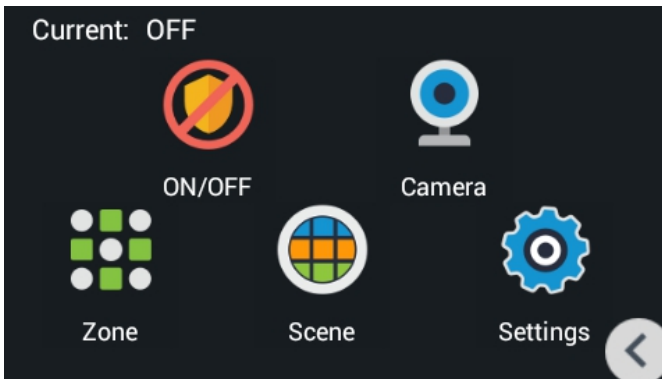 Current: OFF
ON/OFF
Camera
Zone
Scene
Settings